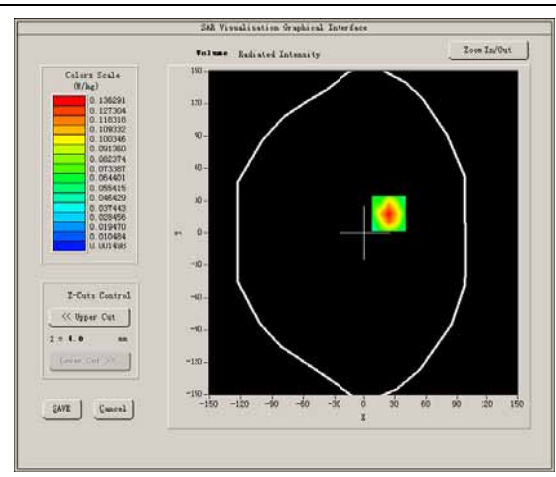 SAR Visualisation Graphical Interface
Volume Radiated Intensity
Zoom In/Out
Colors Scale
(W/kg)
0.136291
0.127304
0.118318
0.109332
0.100346
0.091360
0.082374
0.073387
0.064401
0.055415
0.046429
0.037443
0.028456
0.019470
0.010484
0.001498
Z-Cuts Control
<< Upper Cut
Z = 4.0 mm
Lower Cut >>
SAVE
Cancel
150
120
90
60
30
0
-30
-60
-90
-120
-150
Y
-150 -120 -90 -60 -30 0 30 60 90 120 150
X